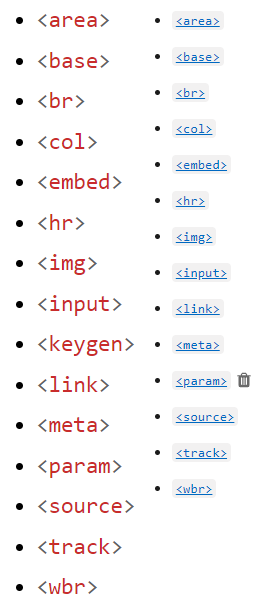 <area>
<base>
<br>
<col>
<embed>
<hr>
<img>
<input>
<keygen>
<link>
<meta>
<param>
<source>
<track>
<wbr>
<area>
<base>
<br>
<col>
<embed>
<hr>
<img>
<input>
<link>
<meta>
<param>
<source>
<track>
<wbr>